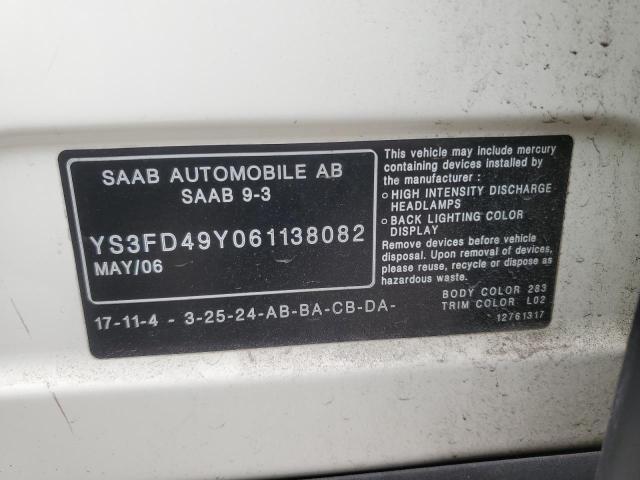 SAAB AUTOMOBILE AB
SAAB 9-3
YS3FD49Y061138082
MAY/06
17-11-4 - 3-25-24-AB-BA-CB-DA-
This vehicle may include mercury
containing devices installed by
the manufacturer:
○ HIGH INTENSITY DISCHARGE
HEADLAMPS
○ BACK LIGHTING COLOR
DISPLAY
Remove devices before vehicle
disposal. Upon removal of devices,
please reuse, recycle or dispose as
hazardous waste.
BODY COLOR 283
TRIM COLOR L02
12761317